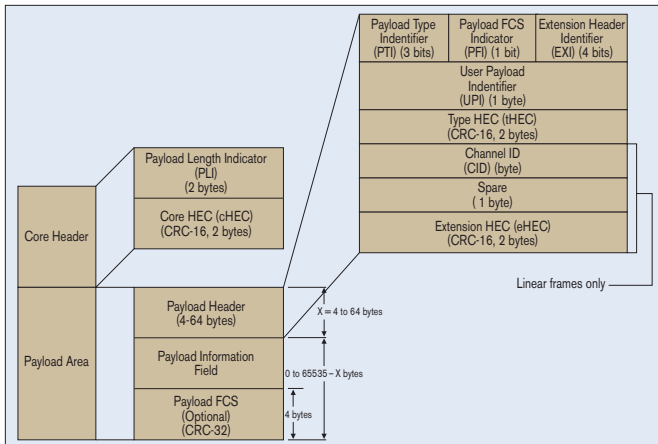 Payload Type
Indentifier
(PTI) (3 bits)
Payload FCS
Indicator
(PFI) (1 bit)
Extension Header
Identifier
(EXI) (4 bits)
User Payload
Indentifier
(UPI) (1 byte)
Type HEC (tHEC)
(CRC-16, 2 bytes)
Channel ID
(CID) (byte)
Spare
( 1 byte)
Extension HEC (eHEC)
(CRC-16, 2 bytes)
Linear frames only
Payload Length Indicator
(PLI)
(2 bytes)
Core HEC (cHEC)
(CRC-16, 2 bytes)
Core Header
Payload Area
Payload Header
(4-64 bytes)
X = 4 to 64 bytes
Payload Information
Field
0 to 65535 – X bytes
Payload FCS
(Optional)
(CRC-32)
4 bytes